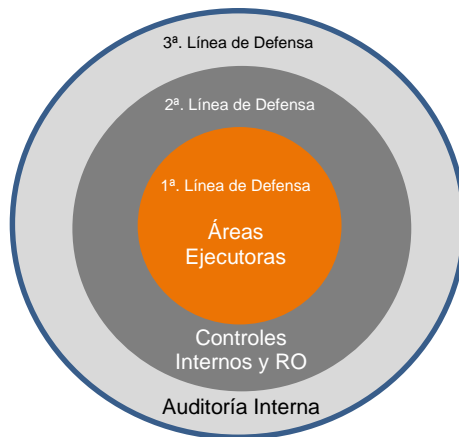 3ª. Línea de Defensa
2ª. Línea de Defensa
1ª. Línea de Defensa
Áreas
Ejecutoras
Controles
Internos y RO
Auditoría Interna